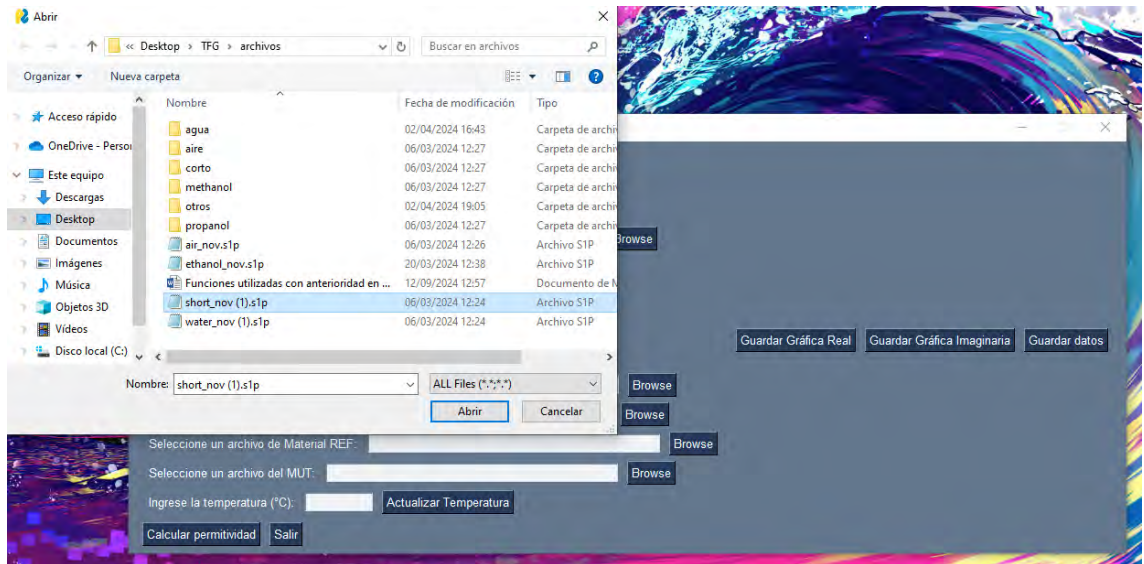 Abrir
« Desktop > TFG > archivos
Buscar en archivos
Organizar Nueva carpeta
Nombre Fecha de modificación Tipo
Acceso rápido
OneDrive - Person
Este equipo
Descargas
Desktop
Documentos
Imágenes
Música
Objetos 3D
Vídeos
Disco local (C:)
agua 02/04/2024 16:43 Carpeta de archi
aire 06/03/2024 12:27 Carpeta de archi
corto 06/03/2024 12:27 Carpeta de archi
methanol 06/03/2024 12:27 Carpeta de archi
otros 02/04/2024 19:05 Carpeta de archi
propanol 06/03/2024 12:27 Carpeta de archi
air_nov.s1p 06/03/2024 12:26 Archivo S1P
ethanol_nov.s1p 20/03/2024 12:38 Archivo S1P
Funciones utilizadas con anterioridad en ... 12/09/2024 12:57 Documento de M
short_nov (1).s1p 06/03/2024 12:24 Archivo S1P
water_nov (1).s1p 06/03/2024 12:24 Archivo S1P
Nombre: short_nov (1).s1p ALL Files (*.*;*.*)
Abrir Cancelar
Browse
Guardar Gráfica Real Guardar Gráfica Imaginaria Guardar datos
Browse
Browse
Seleccione un archivo de Material REF: Browse
Seleccione un archivo del MUT: Browse
Ingrese la temperatura (°C): Actualizar Temperatura
Calcular permitividad Salir